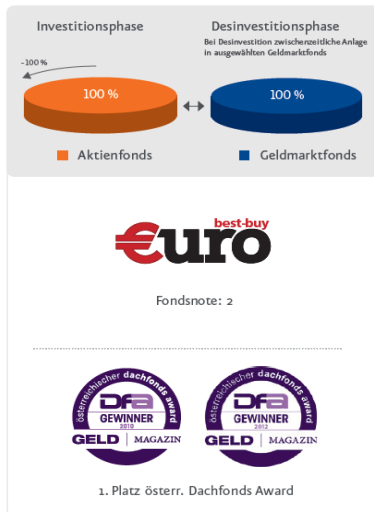 Investitionsphase
Desinvestitionsphase
Bei Desinvestition zwischenzeitliche Anlage
in ausgewählten Geldmarktfonds
~100 %
100 %
100 %
Aktienfonds
Geldmarktfonds
best-buy
€uro
Fondsnote: 2
österreichischer dachfonds award
DFa
GEWINNER
2010
GELD | MAGAZIN
österreichischer dachfonds award
DFa
GEWINNER
2012
GELD | MAGAZIN
1. Platz österr. Dachfonds Award